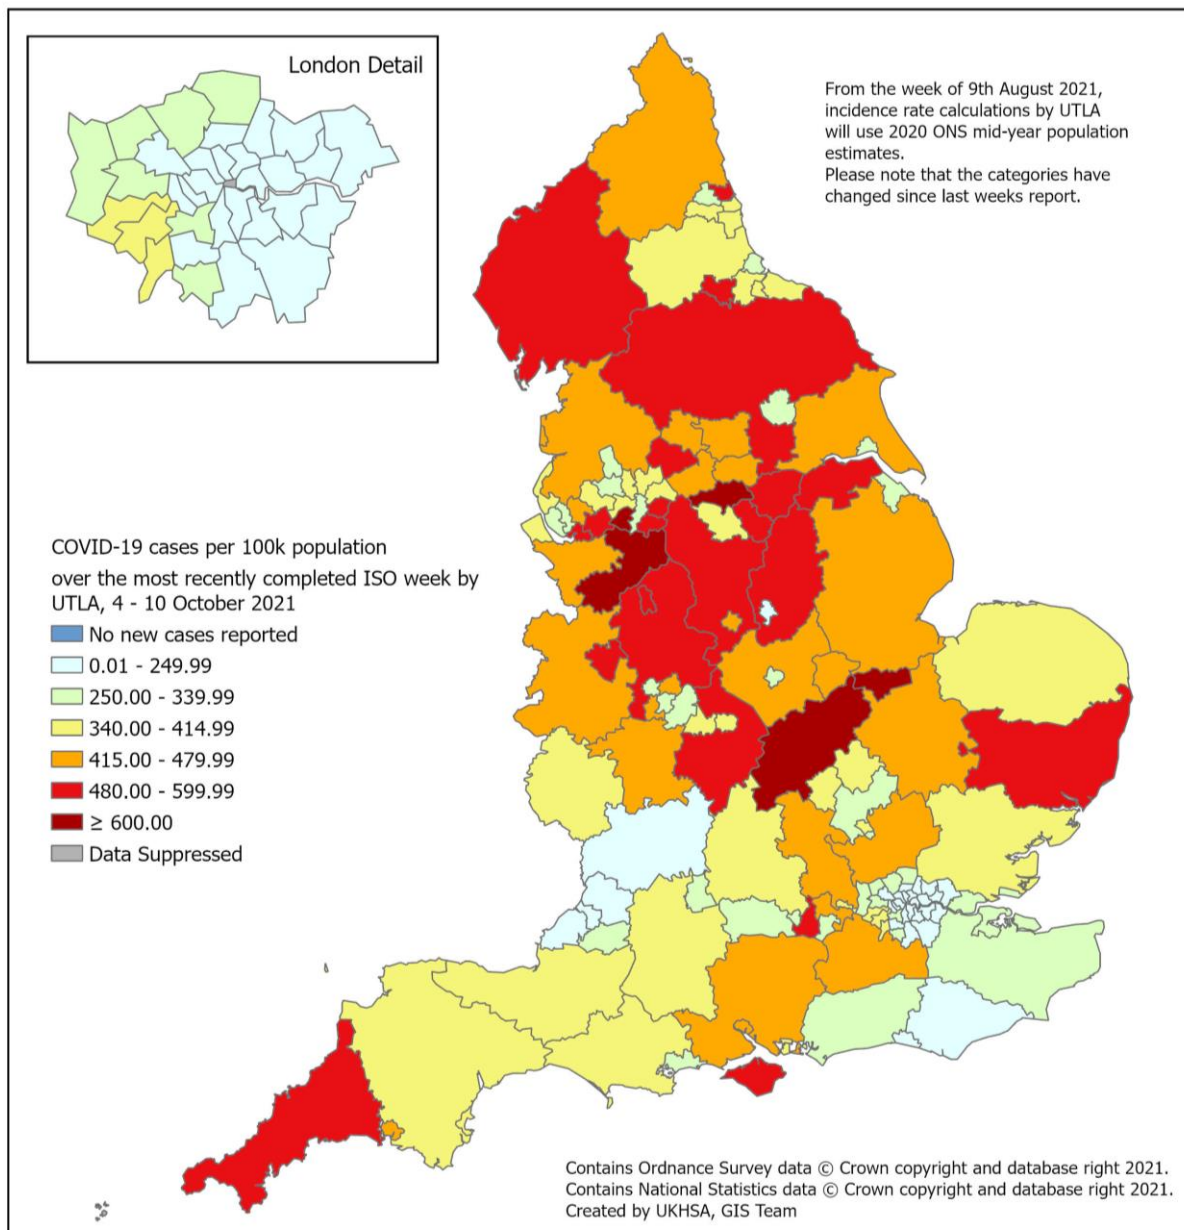 London Detail
From the week of 9th August 2021,
incidence rate calculations by UTLA
will use 2020 ONS mid-year population
estimates.
Please note that the categories have
changed since last weeks report.
COVID-19 cases per 100k population
over the most recently completed ISO week by
UTLA, 4 - 10 October 2021
No new cases reported
0.01 - 249.99
250.00 - 339.99
340.00 - 414.99
415.00 - 479.99
480.00 - 599.99
≥ 600.00
Data Suppressed
Contains Ordnance Survey data © Crown copyright and database right 2021.
Contains National Statistics data © Crown copyright and database right 2021.
Created by UKHSA, GIS Team